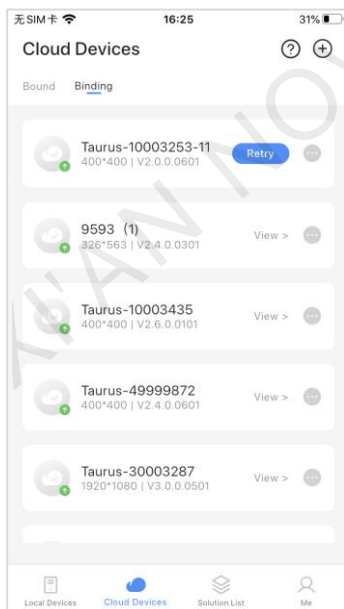 无SIM卡 16:25 31%
Cloud Devices
Bound Binding
Taurus-10003253-11
400*400 | V2.0.0.0601
Retry
9593 (1)
326*563 | V2.4.0.0301
View >
Taurus-10003435
400*400 | V2.6.0.0101
View >
Taurus-49999872
400*400 | V2.4.0.0601
View >
Taurus-30003287
1920*1080 | V3.0.0.0501
View >
Local Devices Cloud Devices Solution List Me
XI'AN NOV